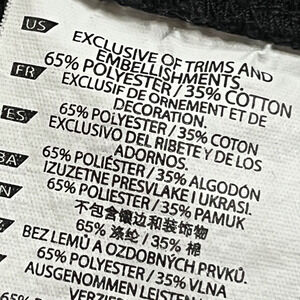 US EXCLUSIVE OF TRIMS AND
EMBELLISHMENTS.
65% POLYESTER / 35% COTTON
FR EXCLUSIF D'ORNEMENT ET DE
DECORATION.
65% POLYESTER / 35% COTON
ES EXCLUSIVO DEL RIBETE Y DE LOS
ADORNOS.
65% POLIÉSTER / 35% ALGODÓN
BA IZUZETNE PRESVLAKE I UKRASI.
65% POLIESTER / 35% PAMUK
N 不包含镶边和装饰物
65% 涤纶 / 35% 棉
BEZ LEMŮ A OZDOBNÝCH PRVKŮ.
65% POLYESTER / 35% VLNA
AUSGENOMMEN LEISTEN